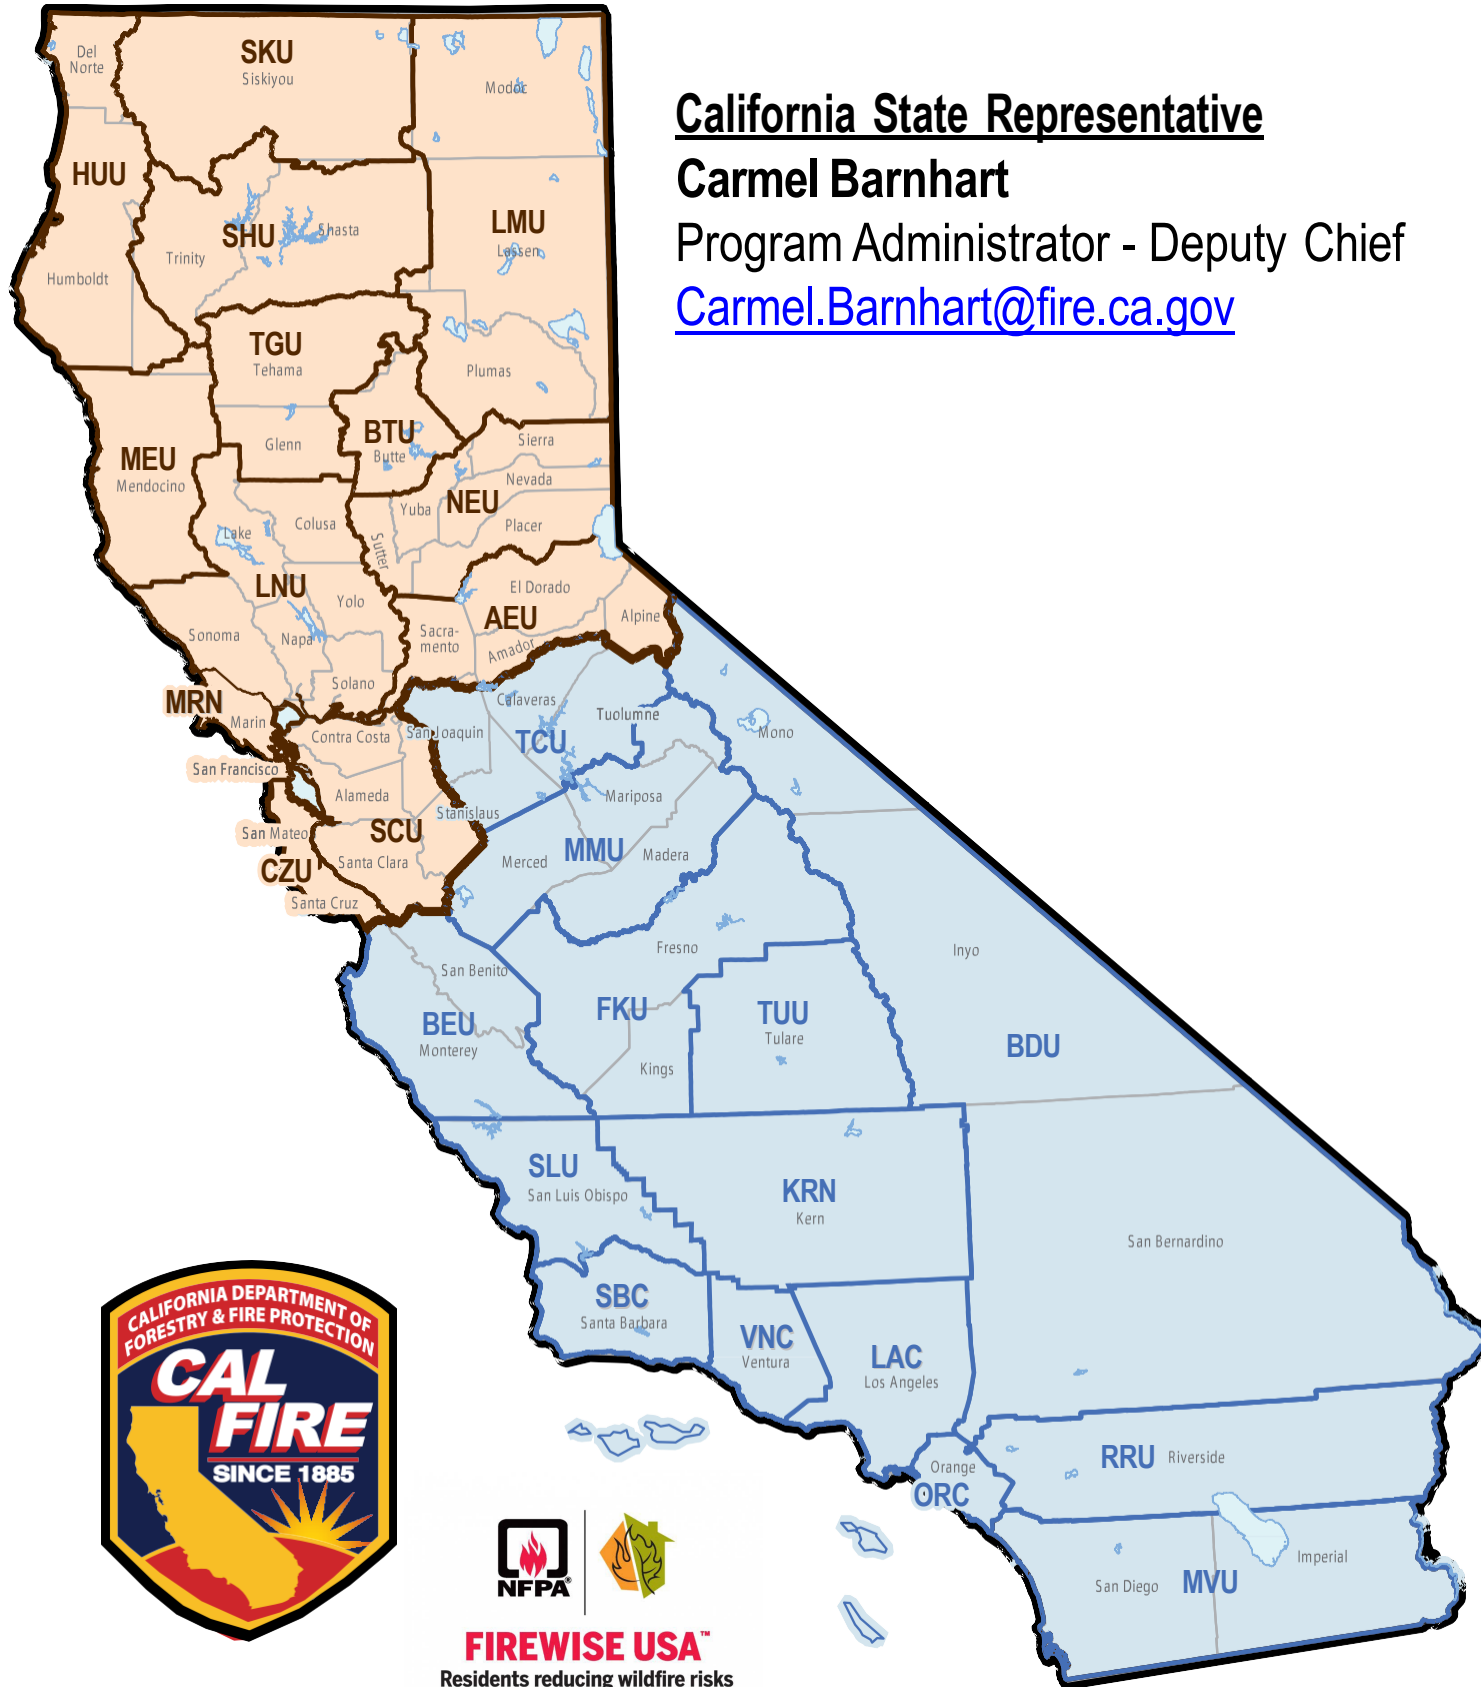 California State Representative
Carmel Barnhart
Program Administrator - Deputy Chief
Carmel.Barnhart@fire.ca.gov
Del
Norte
SKU
Siskiyou
Modoc
HUU
Humboldt
Trinity
SHU
Shasta
LMU
Lassen
TGU
Tehama
Plumas
Glenn
BTU
Butte
Sierra
MEU
Mendocino
Nevada
NEU
Yuba
Placer
Sutter
Colusa
Lake
LNU
Yolo
El Dorado
AEU
Alpine
Sacra-
mento
Amador
Sonoma
Napa
Solano
MRN
Marin
Contra Costa
San Joaquin
Calaveras
Tuolumne
TCU
Mono
San Francisco
Alameda
Stanislaus
Mariposa
San Mateo
SCU
Santa Clara
CZU
Santa Cruz
Merced
MMU
Madera
Fresno
San Benito
Inyo
BEU
Monterey
FKU
Kings
TUU
Tulare
BDU
SLU
San Luis Obispo
KRN
Kern
San Bernardino
SBC
Santa Barbara
VNC
Ventura
LAC
Los Angeles
Orange
ORC
RRU
Riverside
San Diego
MVU
Imperial
CALIFORNIA DEPARTMENT OF
FORESTRY & FIRE PROTECTION
CAL
FIRE
SINCE 1885
NFPA®
FIREWISE USA™
Residents reducing wildfire risks